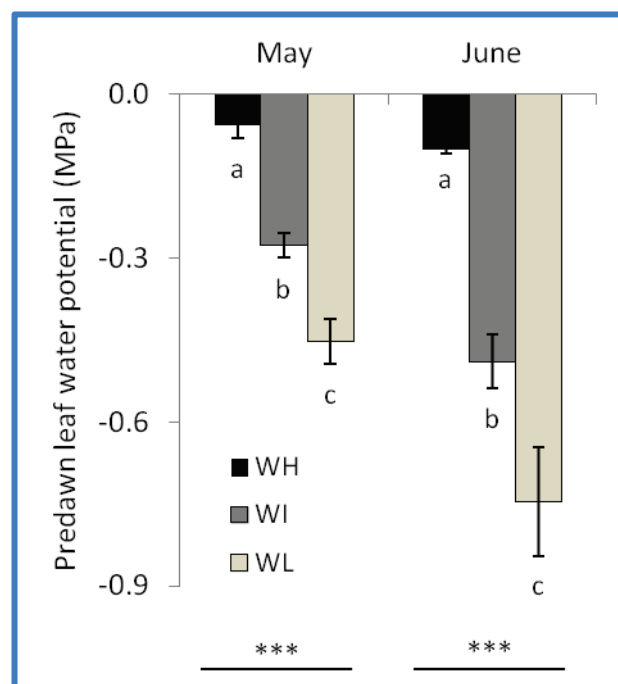 May June
0.0
-0.3
-0.6
-0.9
Predawn leaf water potential (MPa)
a
b
c
a
b
c
WH
WI
WL
*** ***